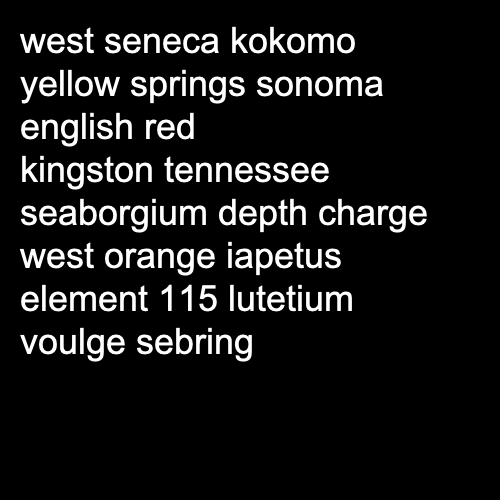 west seneca kokomo
yellow springs sonoma
english red
kingston tennessee
seaborgium depth charge
west orange iapetus
element 115 lutetium
voulge sebring